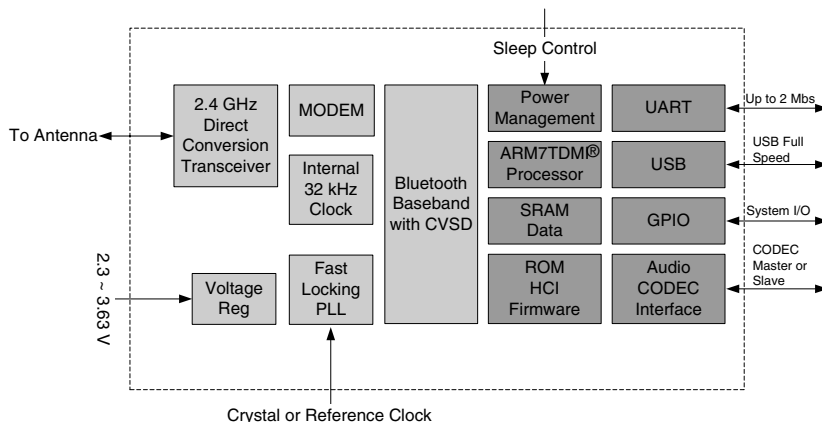 Sleep Control
To Antenna
2.4 GHz
Direct
Conversion
Transceiver
MODEM
Internal
32 kHz
Clock
Voltage
Reg
Fast
Locking
PLL
Bluetooth
Baseband
with CVSD
Power
Management
ARM7TDMI®
Processor
SRAM
Data
ROM
HCI
Firmware
UART
USB
GPIO
Audio
CODEC
Interface
Up to 2 Mbs
USB Full
Speed
System I/O
CODEC
Master or
Slave
2.3 ~ 3.63 V
Crystal or Reference Clock